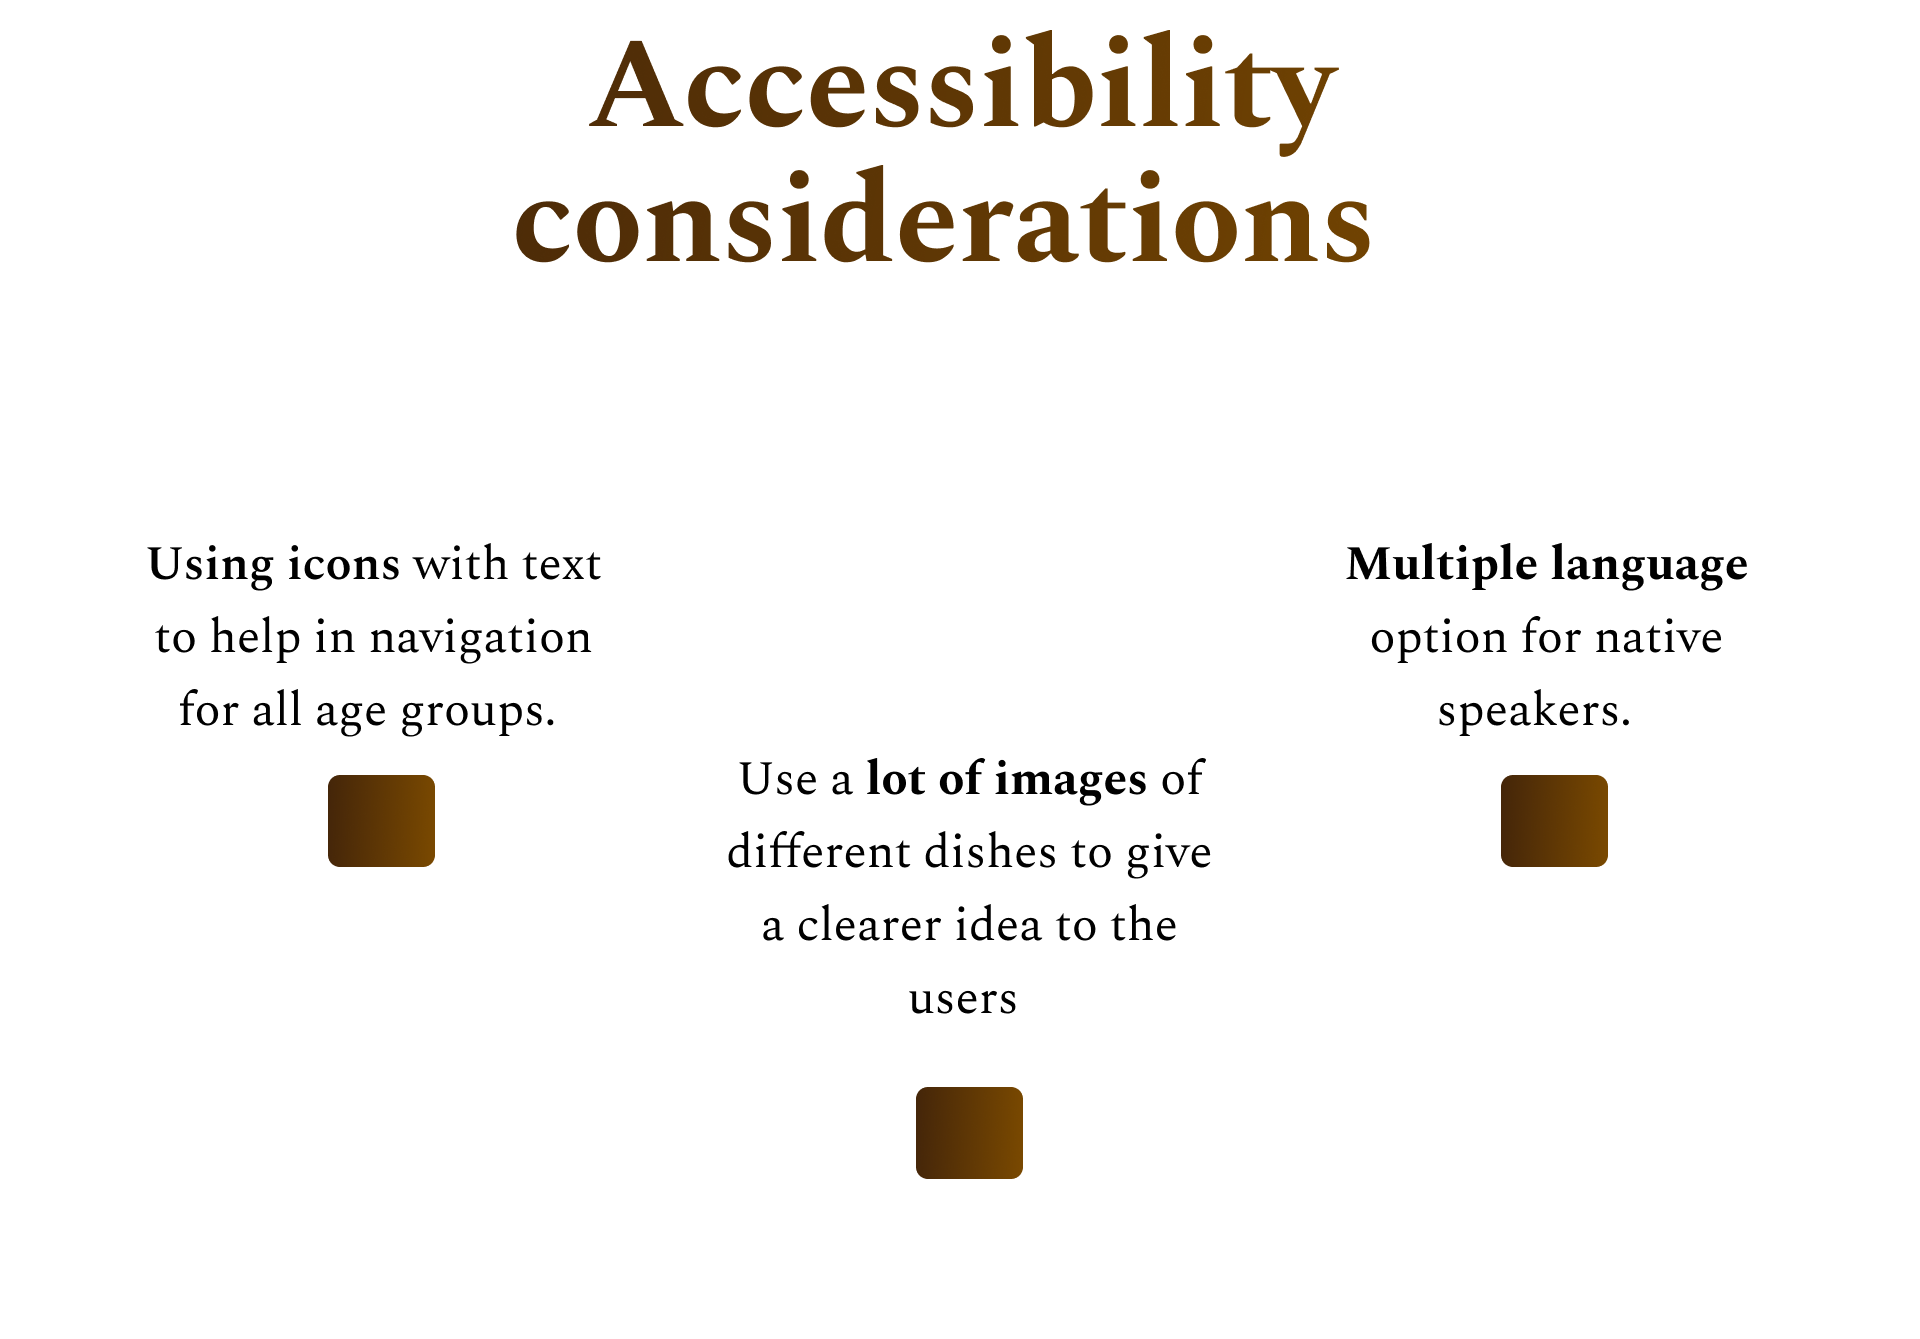 Accessibility
considerations
Using icons with text
to help in navigation
for all age groups.
Use a lot of images of
different dishes to give
a clearer idea to the
users
Multiple language
option for native
speakers.